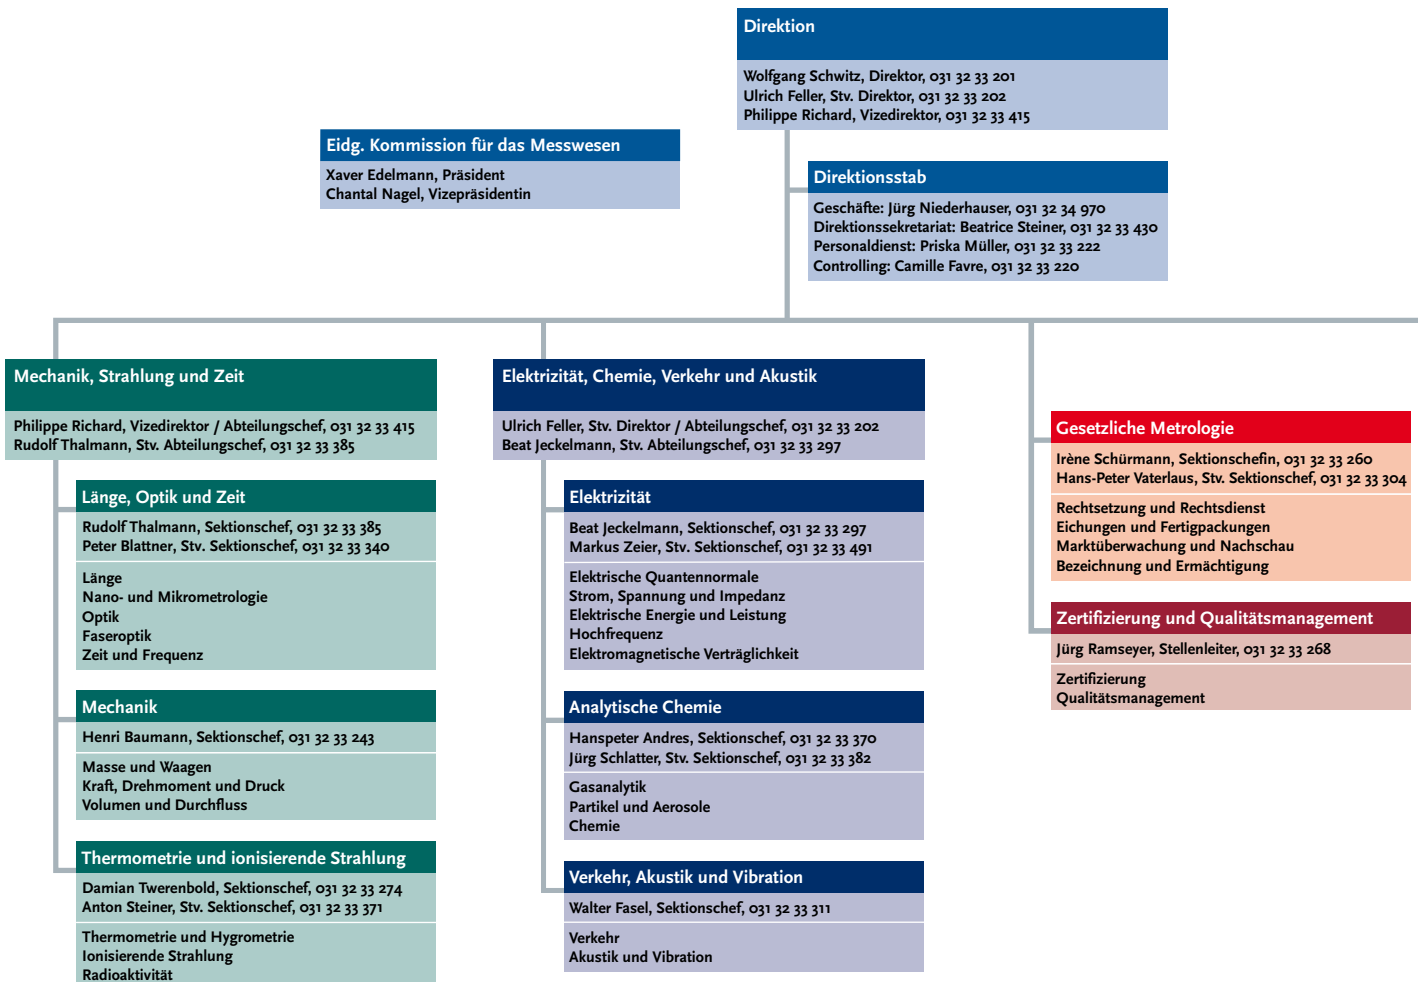 Direktion
Wolfgang Schwitz, Direktor, 031 32 33 201
Ulrich Feller, Stv. Direktor, 031 32 33 202
Philippe Richard, Vizedirektor, 031 32 33 415
Eidg. Kommission für das Messwesen
Xaver Edelmann, Präsident
Chantal Nagel, Vizepräsidentin
Direktionsstab
Geschäfte: Jürg Niederhauser, 031 32 34 970
Direktionssekretariat: Beatrice Steiner, 031 32 33 430
Personaldienst: Priska Müller, 031 32 33 222
Controlling: Camille Favre, 031 32 33 220
Mechanik, Strahlung und Zeit
Philippe Richard, Vizedirektor / Abteilungschef, 031 32 33 415
Rudolf Thalmann, Stv. Abteilungschef, 031 32 33 385
Länge, Optik und Zeit
Rudolf Thalmann, Sektionschef, 031 32 33 385
Peter Blattner, Stv. Sektionschef, 031 32 33 340
Länge
Nano- und Mikrometrologie
Optik
Faseroptik
Zeit und Frequenz
Mechanik
Henri Baumann, Sektionschef, 031 32 33 243
Masse und Waagen
Kraft, Drehmoment und Druck
Volumen und Durchfluss
Thermometrie und ionisierende Strahlung
Damian Twerenbold, Sektionschef, 031 32 33 274
Anton Steiner, Stv. Sektionschef, 031 32 33 371
Thermometrie und Hygrometrie
Ionisierende Strahlung
Radioaktivität
Elektrizität, Chemie, Verkehr und Akustik
Ulrich Feller, Stv. Direktor / Abteilungschef, 031 32 33 202
Beat Jeckelmann, Stv. Abteilungschef, 031 32 33 297
Elektrizität
Beat Jeckelmann, Sektionschef, 031 32 33 297
Markus Zeier, Stv. Sektionschef, 031 32 33 491
Elektrische Quantennormale
Strom, Spannung und Impedanz
Elektrische Energie und Leistung
Hochfrequenz
Elektromagnetische Verträglichkeit
Analytische Chemie
Hanspeter Andres, Sektionschef, 031 32 33 370
Jürg Schlatter, Stv. Sektionschef, 031 32 33 382
Gasanalytik
Partikel und Aerosole
Chemie
Verkehr, Akustik und Vibration
Walter Fasel, Sektionschef, 031 32 33 311
Verkehr
Akustik und Vibration
Gesetzliche Metrologie
Irène Schürmann, Sektionschefin, 031 32 33 260
Hans-Peter Vaterlaus, Stv. Sektionschef, 031 32 33 304
Rechtsetzung und Rechtsdienst
Eichungen und Fertigpackungen
Marktüberwachung und Nachschau
Bezeichnung und Ermächtigung
Zertifizierung und Qualitätsmanagement
Jürg Ramseyer, Stellenleiter, 031 32 33 268
Zertifizierung
Qualitätsmanagement